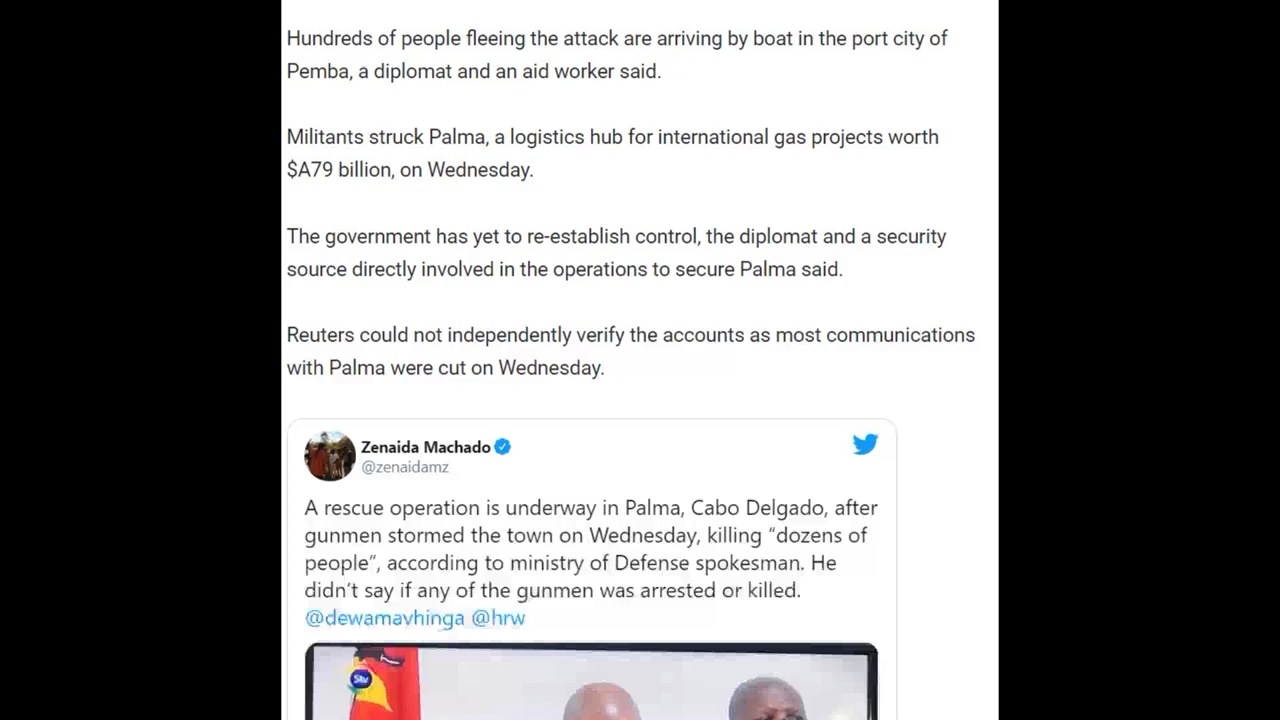 Hundreds of people fleeing the attack are arriving by boat in the port city of
Pemba, a diplomat and an aid worker said.
Militants struck Palma, a logistics hub for international gas projects worth
$A79 billion, on Wednesday.
The government has yet to re-establish control, the diplomat and a security
source directly involved in the operations to secure Palma said.
Reuters could not independently verify the accounts as most communications
with Palma were cut on Wednesday.
Zenaida Machado
@zenaidamz
A rescue operation is underway in Palma, Cabo Delgado, after
gunmen stormed the town on Wednesday, killing “dozens of
people”, according to ministry of Defense spokesman. He
didn’t say if any of the gunmen was arrested or killed.
@dewamavhinga @hrw
Stv